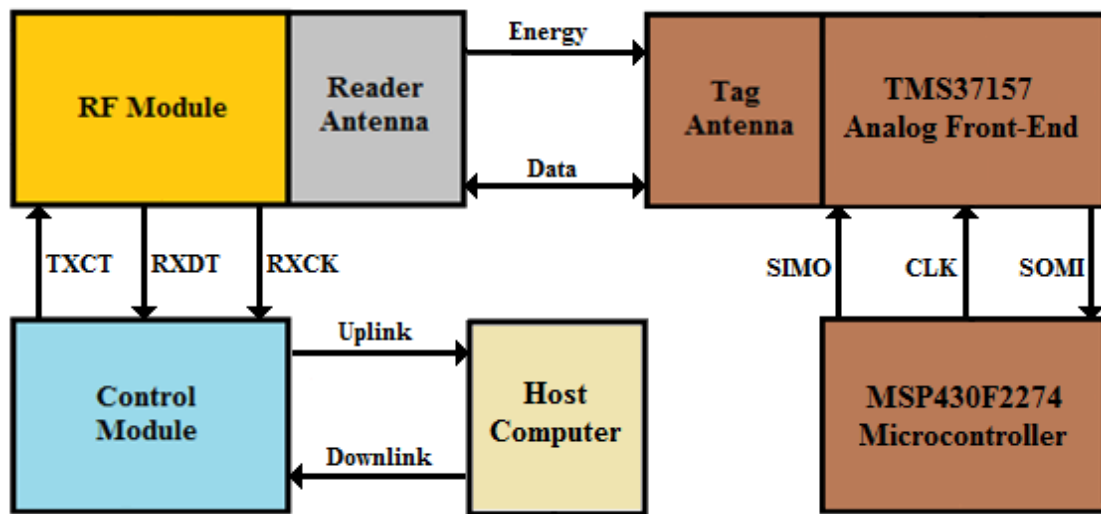 RF Module
Reader
Antenna
Energy
Data
Tag
Antenna
TMS37157
Analog Front-End
TXCT
RXDT
RXCK
SIMO
CLK
SOMI
Control
Module
Uplink
Downlink
Host
Computer
MSP430F2274
Microcontroller